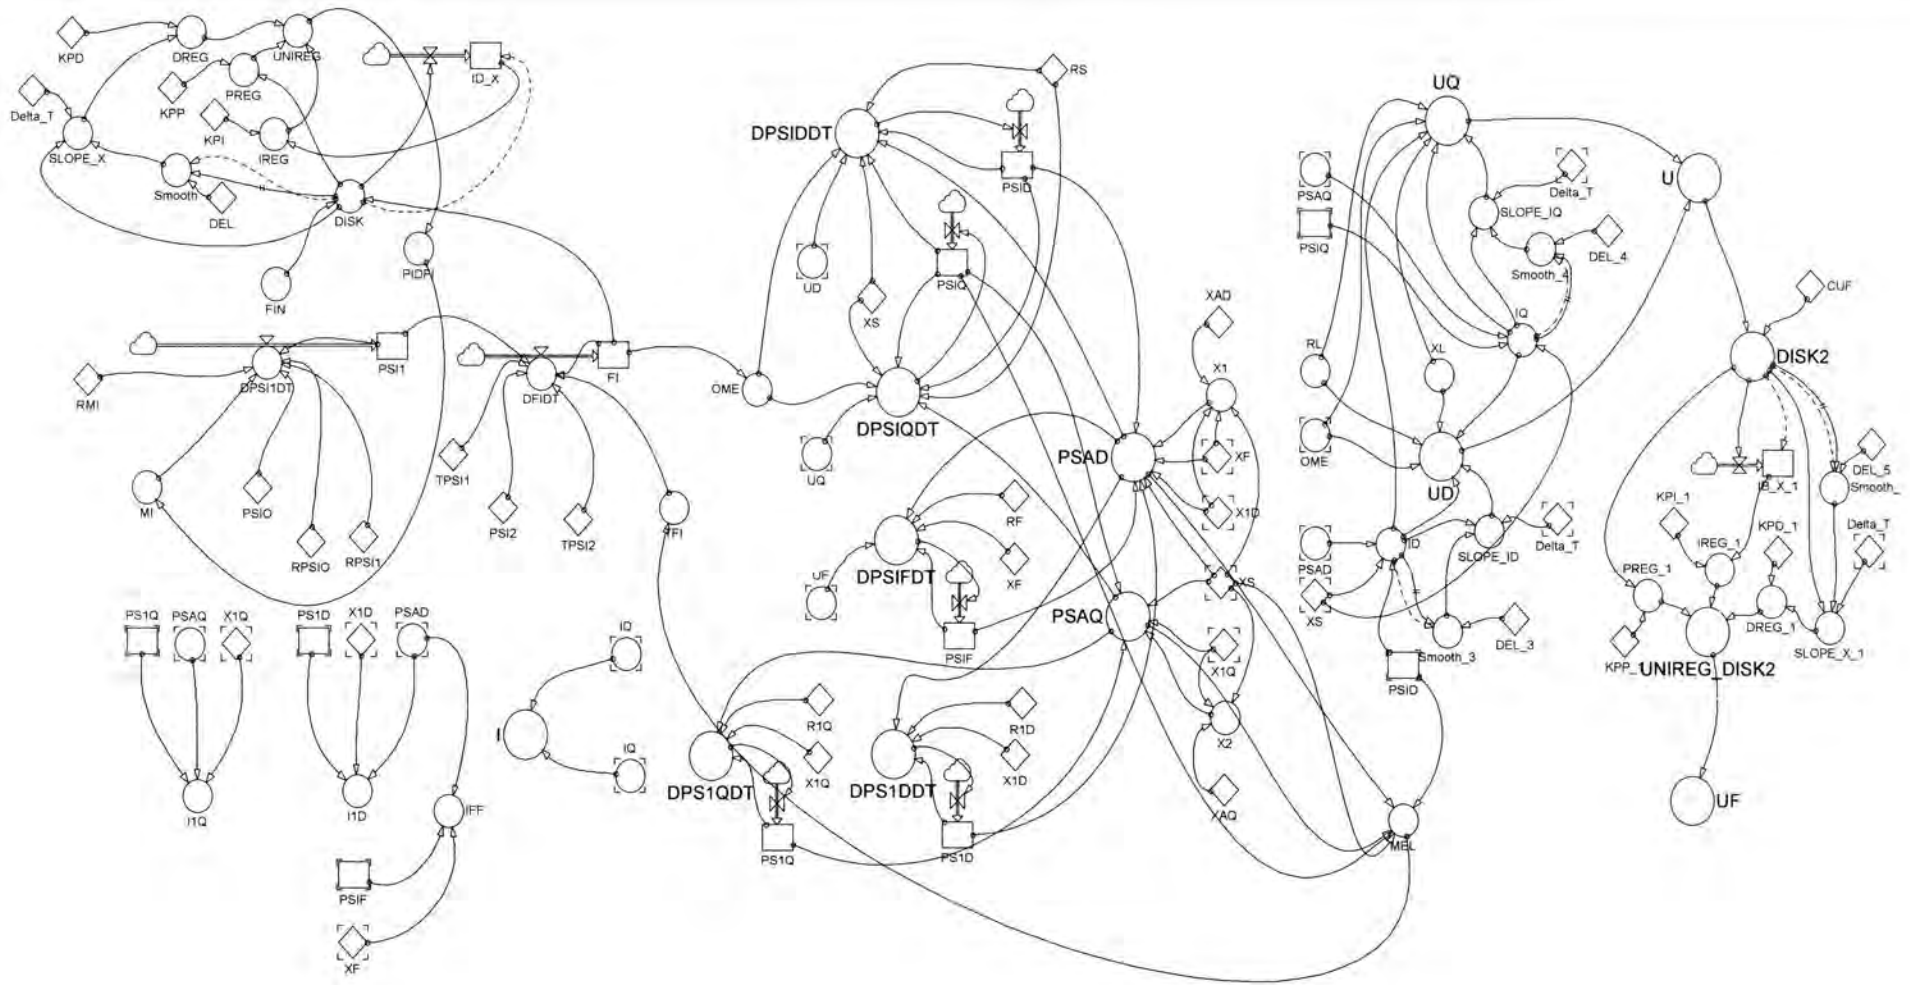 KPD
DREG
UNIREG
ID_X
KPP
PREG
Delta_T
KPI
IREG
SLOPE_X
Smooth
DEL
DISK
PIDFI
FIN
RMI
DPSI1DT
PSI1
DFIDT
FI
MI
PSIO
RPSIO
RPSI1
TPSI1
PSI2
TPSI2
TFI
OME
RS
DPSIDDT
PSID
UD
XS
PSIQ
DPSIQDT
UQ
XAD
X1
PSAD
XF
X1D
RF
XF
DPSIFDT
UF
PSIF
XS
PSAQ
X1Q
X2
XAQ
R1Q
X1Q
DPS1QDT
PS1Q
R1D
X1D
DPS1DDT
PS1D
MEL
PS1Q
PSAQ
X1Q
I1Q
PS1D
X1D
PSAD
I1D
IFF
PSIF
XF
IQ
I
IQ
UQ
PSAQ
PSIQ
Delta_T
SLOPE_IQ
Smooth_4
DEL_4
IQ
RL
XL
OME
UD
PSAD
XS
ID
SLOPE_ID
Delta_T
Smooth_3
DEL_3
PSID
U
CUF
DISK2
DEL_5
Smooth_
IB_X_1
KPI_1
IREG_1
KPD_1
Delta_T
PREG_1
DREG_1
SLOPE_X_1
KPP_
UNIREG_DISK2
UF